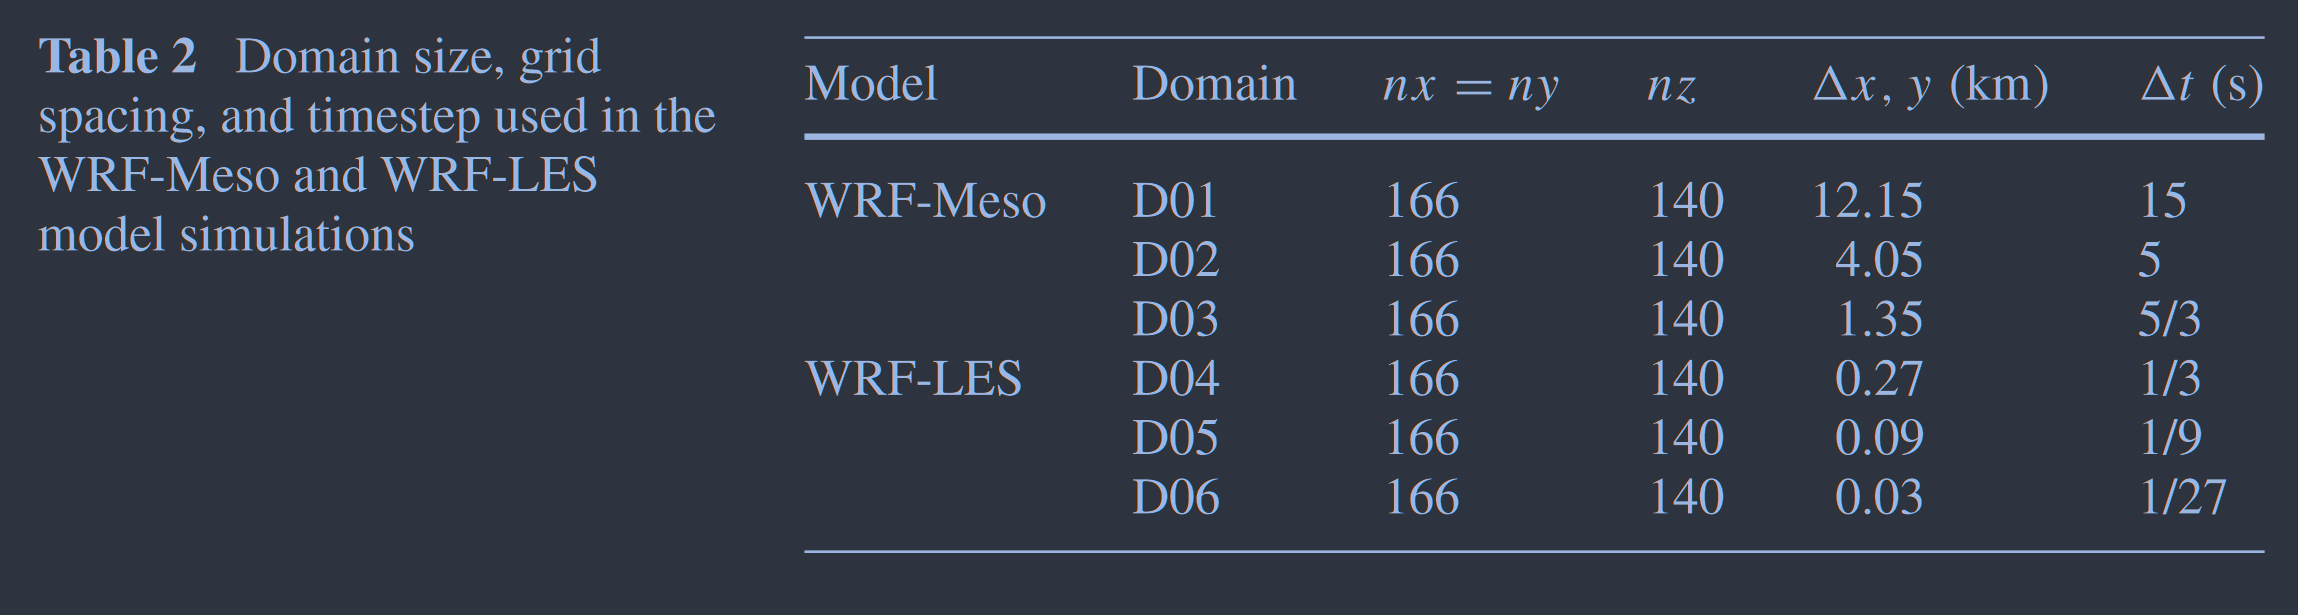 Table 2 Domain size, grid
spacing, and timestep used in the
WRF-Meso and WRF-LES
model simulations
Model Domain nx = ny nz Δx, y (km) Δt (s)
WRF-Meso D01 166 140 12.15 15
D02 166 140 4.05 5
D03 166 140 1.35 5/3
WRF-LES D04 166 140 0.27 1/3
D05 166 140 0.09 1/9
D06 166 140 0.03 1/27